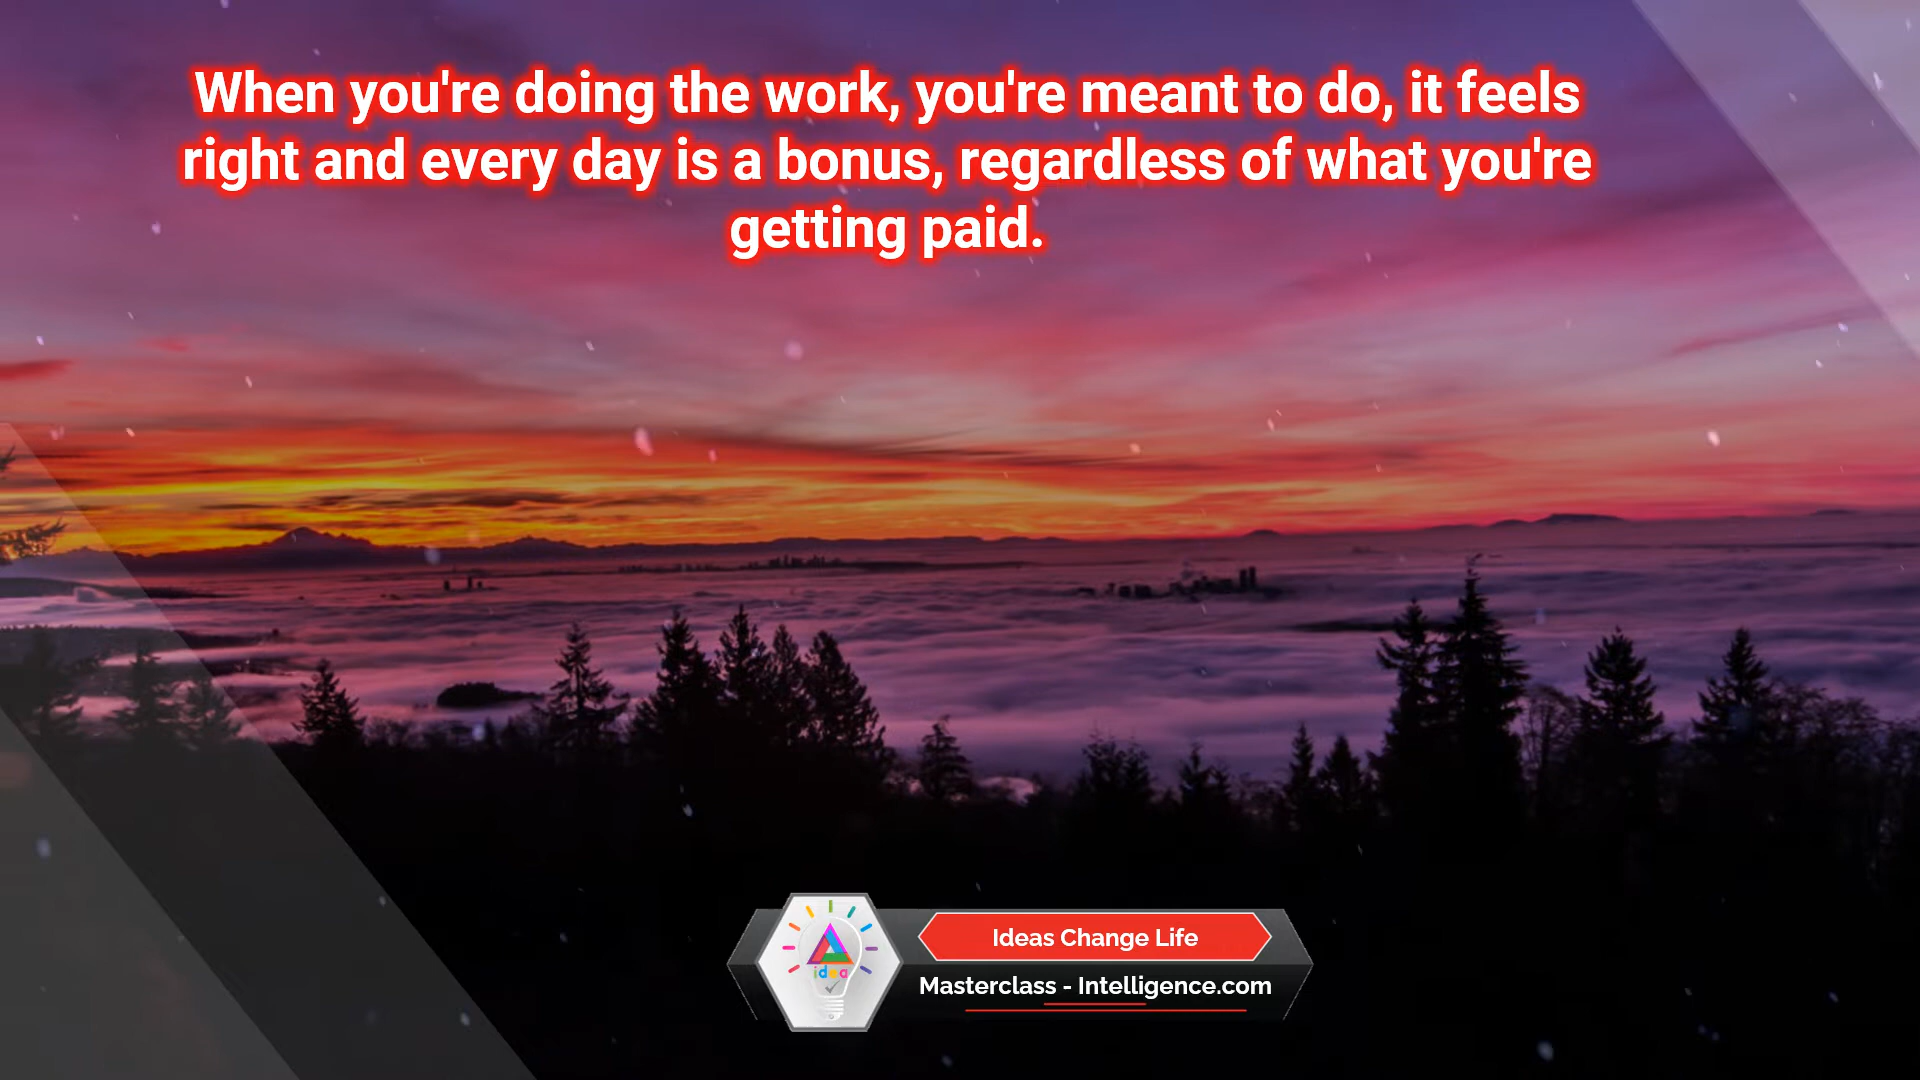 When you're doing the work, you're meant to do, it feels
right and every day is a bonus, regardless of what you're
getting paid.
idea
Ideas Change Life
Masterclass - Intelligence.com